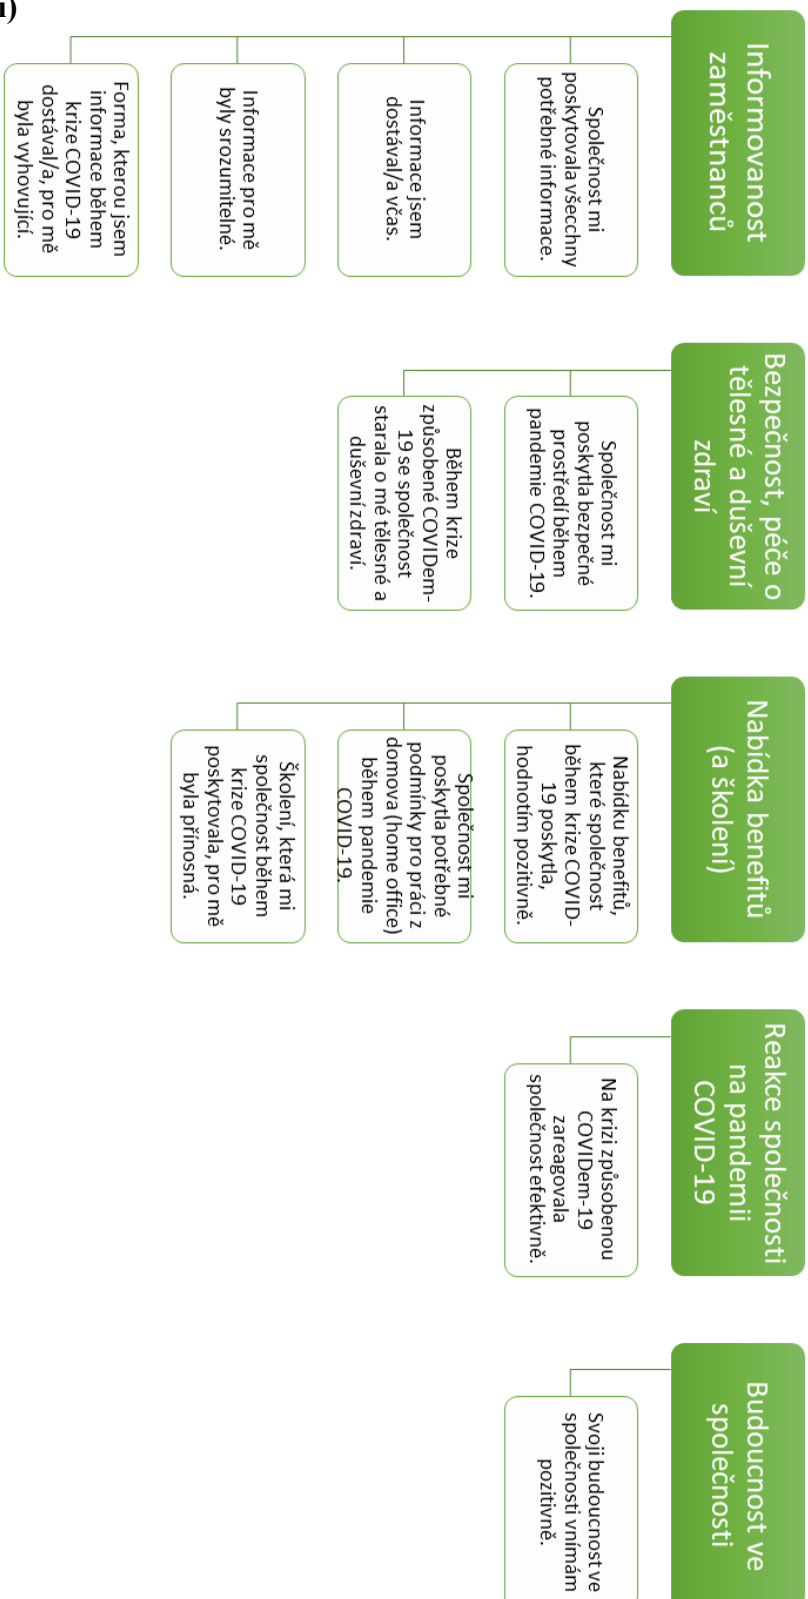 i)
Informovanost
zaměstnanců
Společnost mi
poskytovala všecchny
potřebné informace.
Informace jsem
dostával/a včas.
Informace pro mě
byly srozumitelné.
Forma, kterou jsem
informace během
krize COVID-19
dostával/a, pro mě
byla vyhovující.
Bezpečnost, péče o
tělesné a duševní
zdraví
Společnost mi
poskytla bezpečné
prostředí během
pandemie COVID-19.
Během krize
způsobené COVIDem-
19 se společnost
starala o mé tělesné a
duševní zdraví.
Nabídka benefitů
(a školení)
Nabídku benefitů,
které společnost
během krize COVID-
19 poskytla,
hodnotím pozitivně.
Společnost mi
poskytla potřebné
podmínky pro práci z
domova (home office)
během pandemie
COVID-19.
Školení, která mi
společnost během
krize COVID-19
poskytovala, pro mě
byla přínosná.
Reakce společnosti
na pandemii
COVID-19
Na krizi způsobenou
COVIDem-19
zareagovala
společnost efektivně.
Budoucnost ve
společnosti
Svoji budoucnost ve
společnosti vnímám
pozitivně.